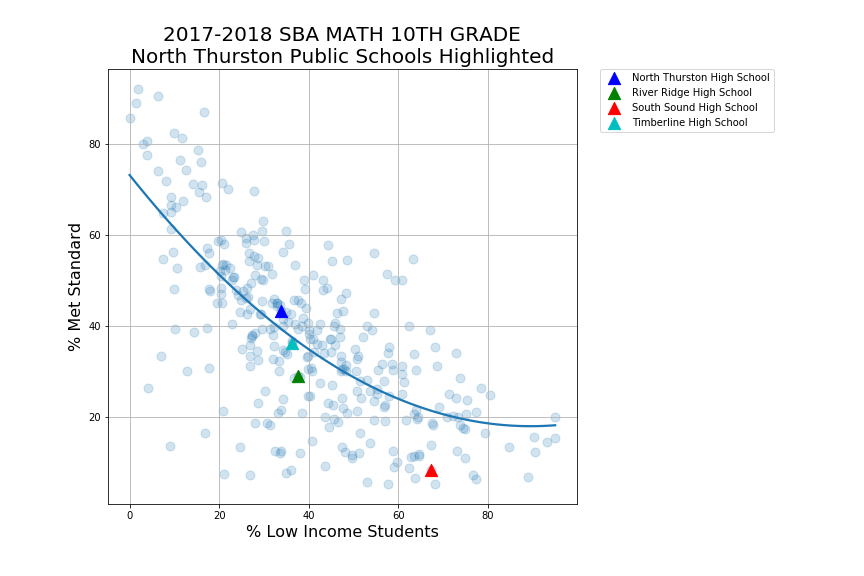 2017-2018 SBA MATH 10TH GRADE
North Thurston Public Schools Highlighted
North Thurston High School
River Ridge High School
South Sound High School
Timberline High School
% Met Standard
80
60
40
20
0 20 40 60 80
% Low Income Students